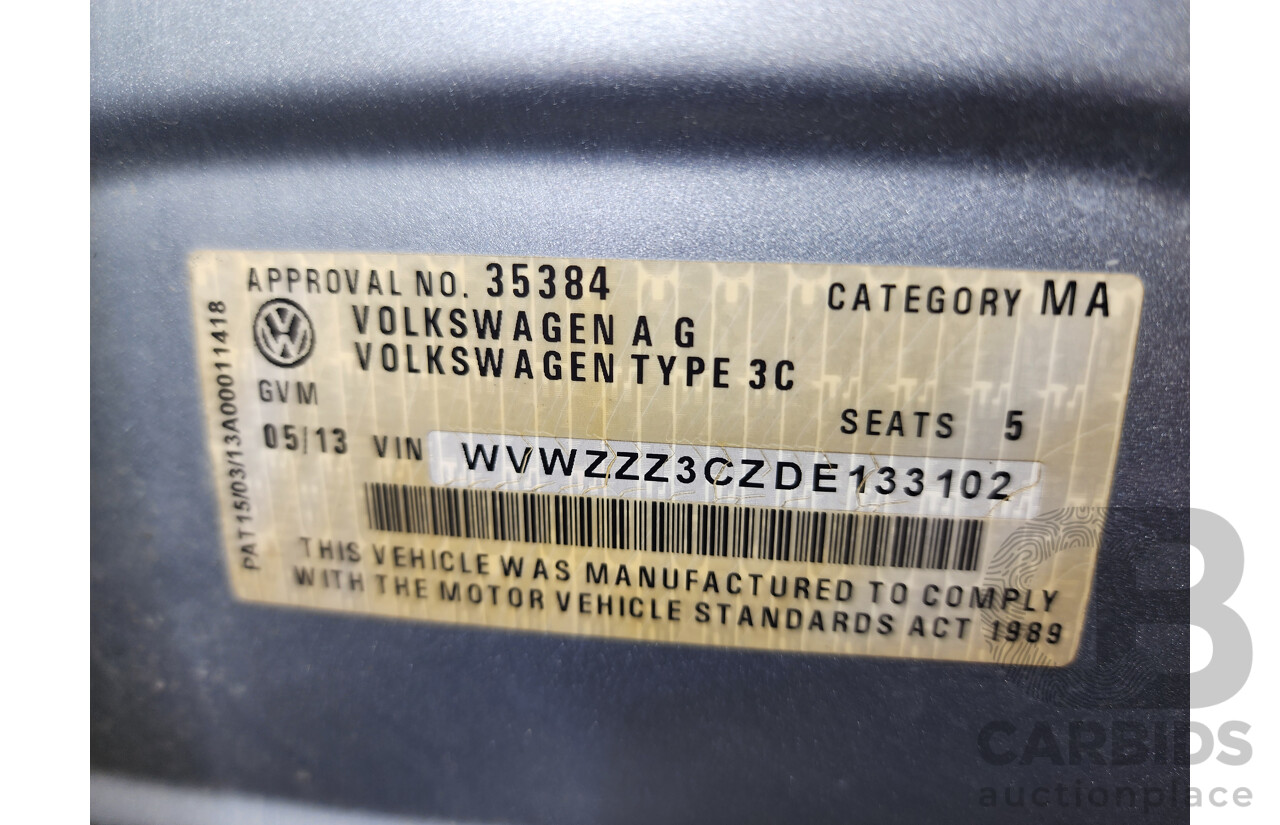 APPROVAL NO. 35384 CATEGORY MA
VOLKSWAGEN A G
VOLKSWAGEN TYPE 3C
GVM
SEATS 5
05/13 VIN WVWZZZ3CZDE133102
THIS VEHICLE WAS MANUFACTURED TO COMPLY
WITH THE MOTOR VEHICLE STANDARDS ACT 1989
PAT15/03/13A00011418
CARBIDS
auctionplace